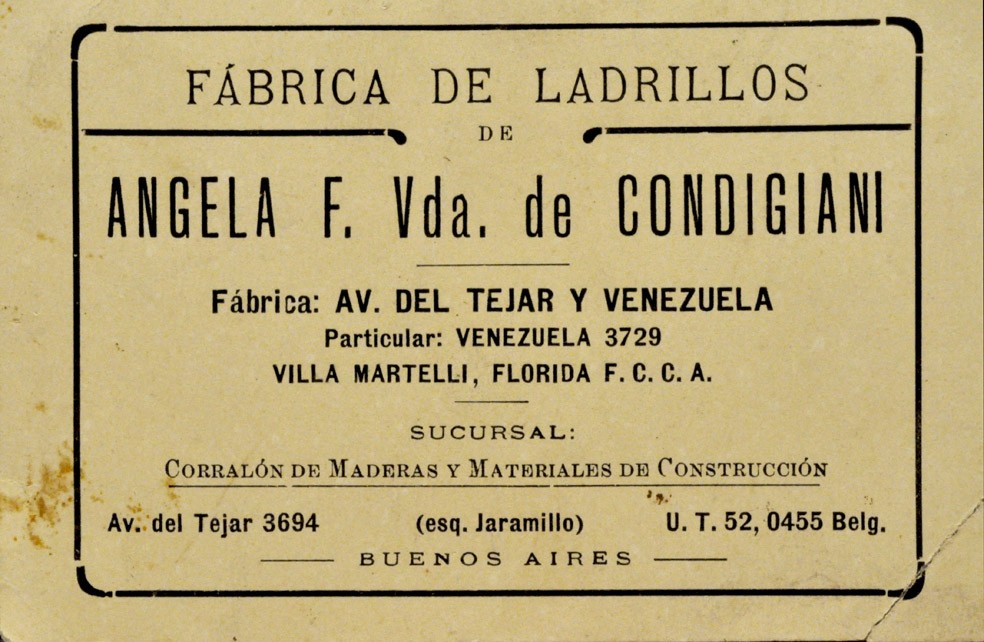 FÁBRICA DE LADRILLOS
DE
ANGELA F. Vda. de CONDIGIANI
Fábrica: AV. DEL TEJAR Y VENEZUELA
Particular: VENEZUELA 3729
VILLA MARTELLI, FLORIDA F. C. C. A.
SUCURSAL:
CORRALÓN DE MADERAS Y MATERIALES DE CONSTRUCCIÓN
Av. del Tejar 3694 (esq. Jaramillo) U. T. 52, 0455 Belg.
BUENOS AIRES